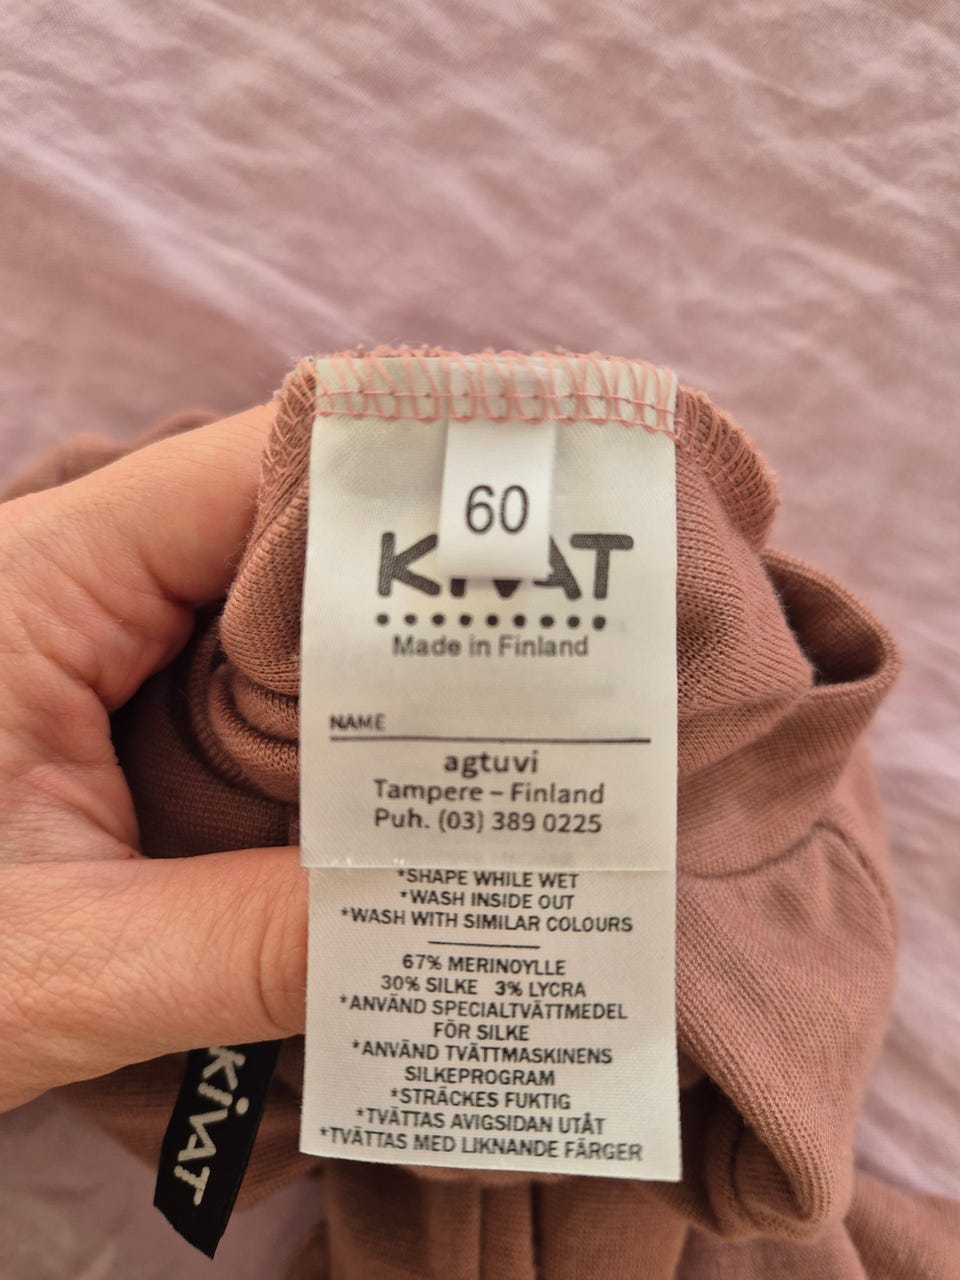 60
KIVAT
Made in Finland
NAME
agtuvi
Tampere – Finland
Puh. (03) 389 0225
*SHAPE WHILE WET
*WASH INSIDE OUT
*WASH WITH SIMILAR COLOURS
67% MERINOYLLE
30% SILKE 3% LYCRA
*ANVÄND SPECIALTVÄTTMEDEL
FÖR SILKE
*ANVÄND TVÄTTMASKINENS
SILKEPROGRAM
*STRÄCKES FUKTIG
*TVÄTTAS AVIGSIDAN UTÅT
*TVÄTTAS MED LIKNANDE FÄRGER
KIVAT